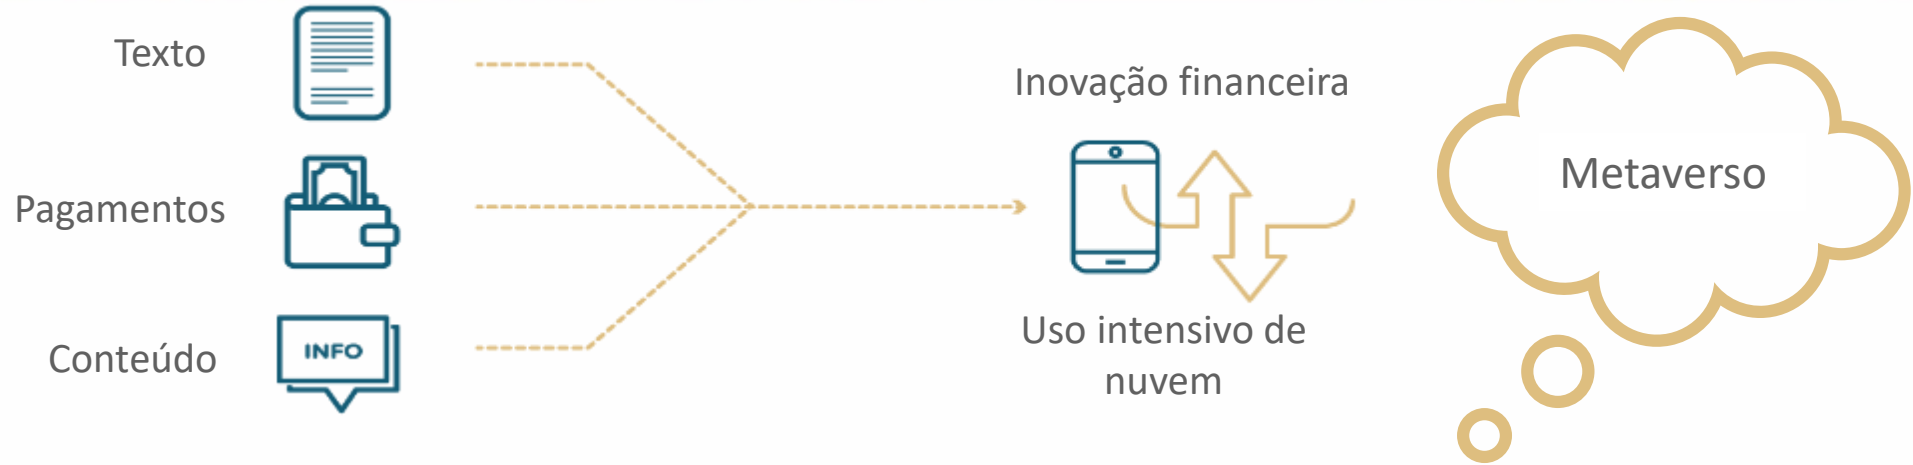 Texto
Pagamentos
Conteúdo
INFO
Inovação financeira
Uso intensivo de
nuvem
Metaverso